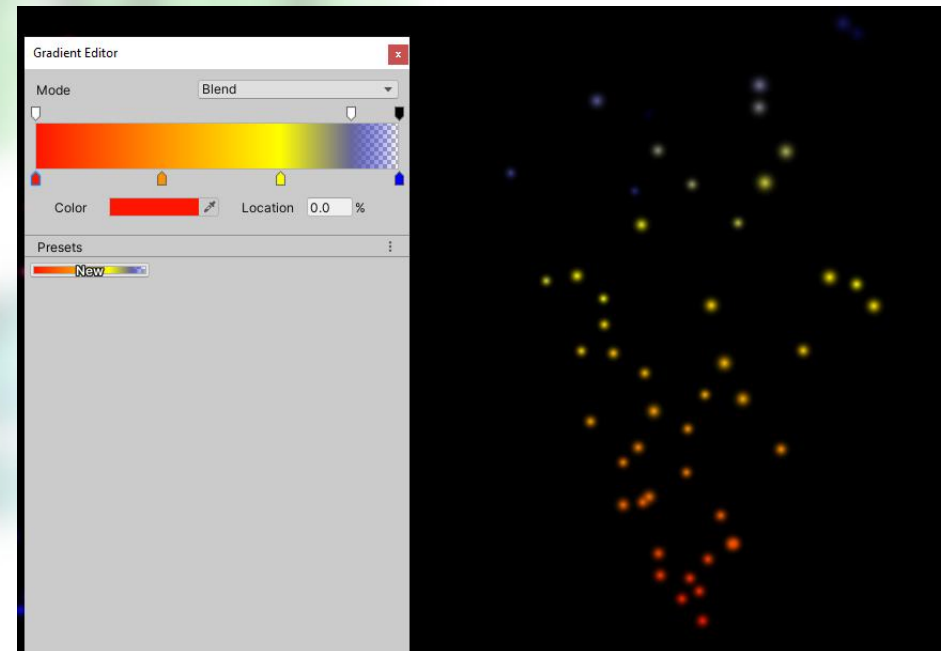 Gradient Editor
x
Mode Blend
Color Location 0.0 %
Presets
New